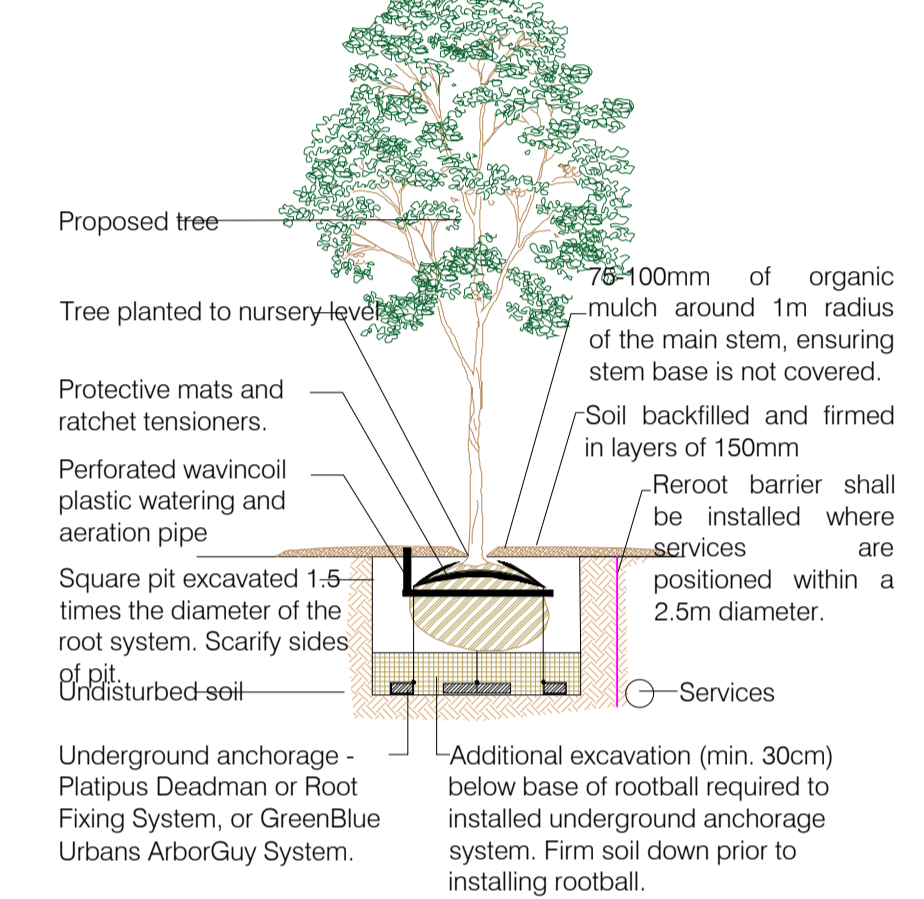 Proposed tree
Tree planted to nursery level
Protective mats and
ratchet tensioners.
Perforated wavincoil
plastic watering and
aeration pipe
Square pit excavated 1.5
times the diameter of the
root system. Scarify sides
of pit.
Undisturbed soil
Underground anchorage -
Platipus Deadman or Root
Fixing System, or GreenBlue
Urbans ArborGuy System.
75-100mm of organic
mulch around 1m radius
of the main stem, ensuring
stem base is not covered.
Soil backfilled and firmed
in layers of 150mm
Reroot barrier shall
be installed where
services are
positioned within a
2.5m diameter.
Services
Additional excavation (min. 30cm)
below base of rootball required to
installed underground anchorage
system. Firm soil down prior to
installing rootball.